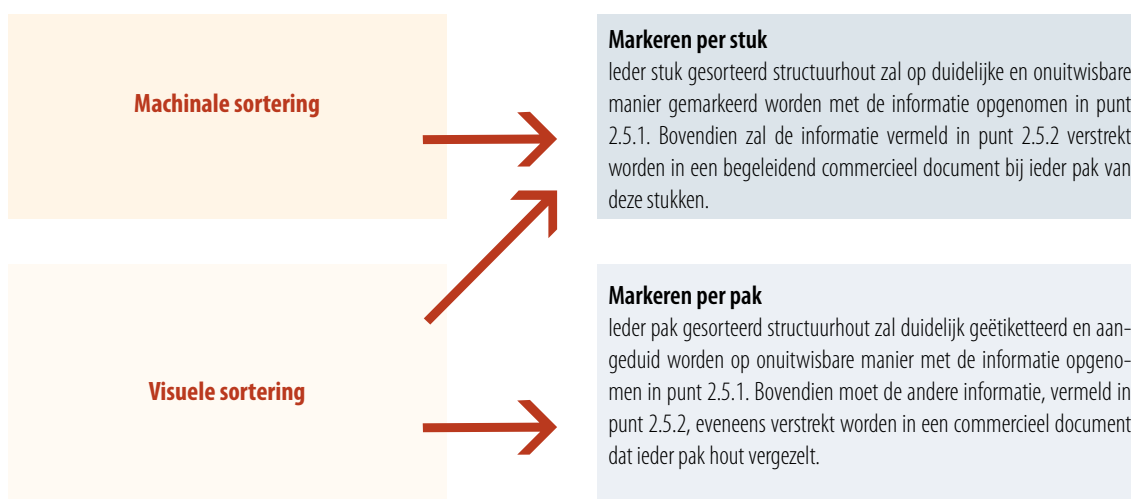 Machinale sortering
Markeren per stuk
Ieder stuk gesorteerd structuurhout zal op duidelijke en onuitwisbare
manier gemarkeerd worden met de informatie opgenomen in punt
2.5.1. Bovendien zal de informatie vermeld in punt 2.5.2 verstrekt
worden in een begeleidend commercieel document bij ieder pak van
deze stukken.
Visuele sortering
Markeren per pak
Ieder pak gesorteerd structuurhout zal duidelijk geëtiketteerd en aan-
geduid worden op onuitwisbare manier met de informatie opgeno-
men in punt 2.5.1. Bovendien moet de andere informatie, vermeld in
punt 2.5.2, eveneens verstrekt worden in een commercieel document
dat ieder pak hout vergezelt.